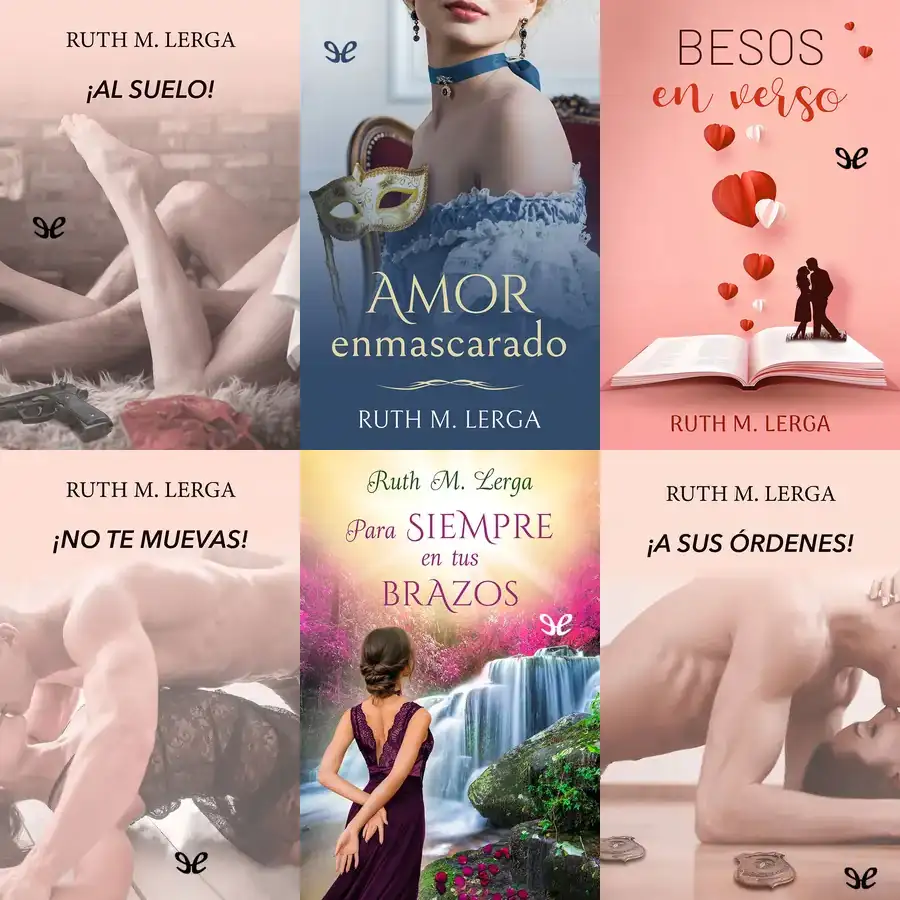 RUTH M. LERGA
¡AL SUELO!
AMOR
enmascarado
RUTH M. LERGA
BESOS
en verso
RUTH M. LERGA
RUTH M. LERGA
¡NO TE MUEVAS!
Ruth M. Lerga
Para SIEMPRE
en tus
BRAZOS
RUTH M. LERGA
¡A SUS ÓRDENES!